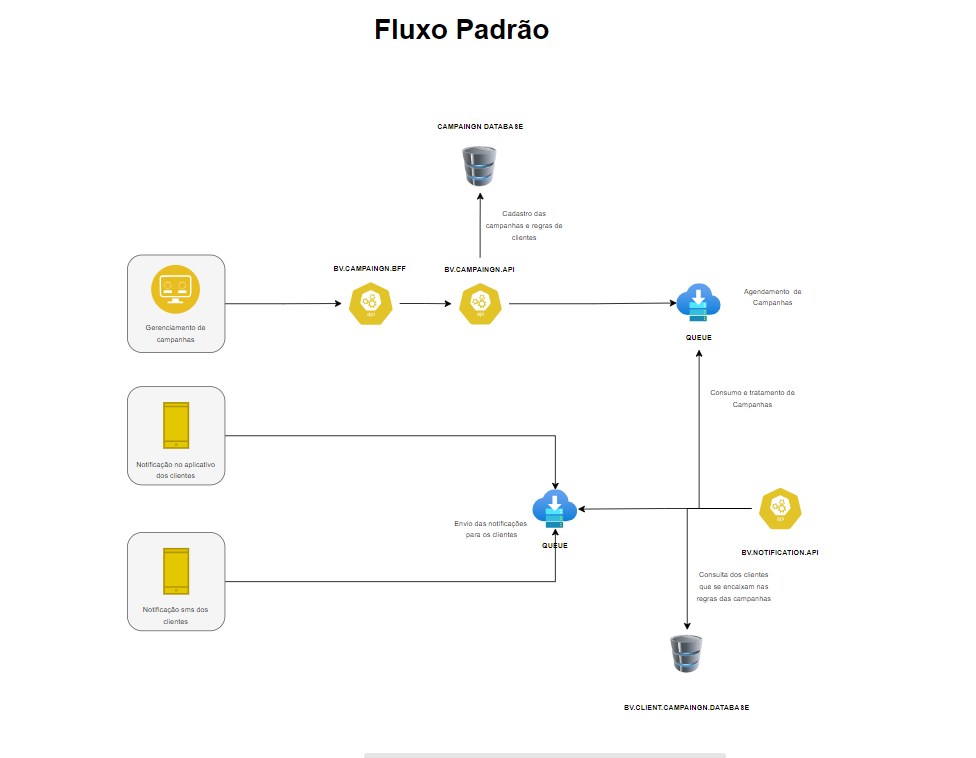 Fluxo Padrão
CAMPAINGN DATABASE
Cadastro das
campanhas e regras de
clientes
BV.CAMPAINGN.BFF
BV.CAMPAINGN.API
api
api
Gerenciamento de
campanhas
Agendamento de
Campanhas
QUEUE
Consumo e tratamento de
Campanhas
Notificação no aplicativo
dos clientes
Envio das notificações
para os clientes
QUEUE
api
BV.NOTIFICATION.API
Consulta dos clientes
que se encaixam nas
regras das campanhas
Notificação sms dos
clientes
BV.CLIENT.CAMPAINGN.DATABASE